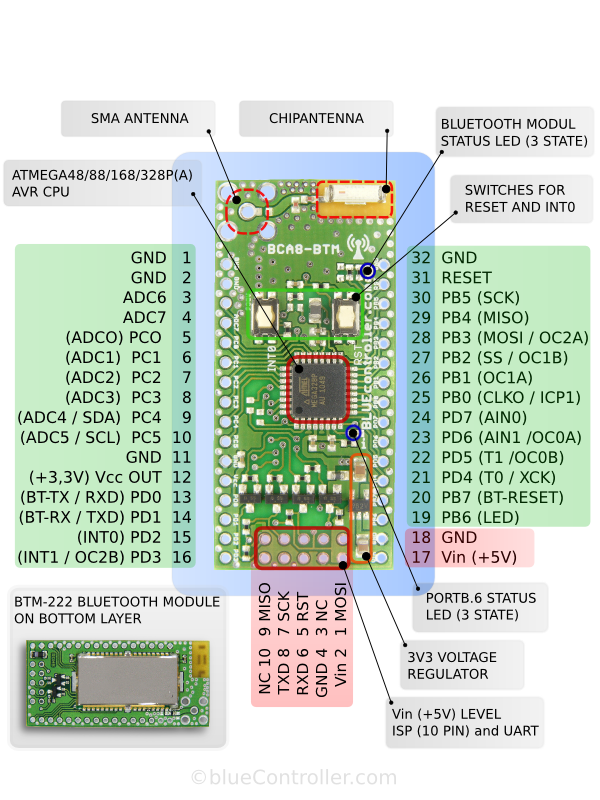 SMA ANTENNA
CHIPANTENNA
BLUETOOTH MODUL
STATUS LED (3 STATE)
ATMEGA48/88/168/328P(A)
AVR CPU
SWITCHES FOR
RESET AND INT0
BCA8-BTM
GND 1
GND 2
ADC6 3
ADC7 4
(ADCO) PCO 5
(ADC1) PC1 6
(ADC2) PC2 7
(ADC3) PC3 8
(ADC4 / SDA) PC4 9
(ADC5 / SCL) PC5 10
GND 11
(+3,3V) Vcc OUT 12
(BT-TX / RXD) PD0 13
(BT-RX / TXD) PD1 14
(INT0) PD2 15
(INT1 / OC2B) PD3 16
INT0
32 GND
31 RESET
30 PB5 (SCK)
29 PB4 (MISO)
28 PB3 (MOSI / OC2A)
27 PB2 (SS / OC1B)
26 PB1 (OC1A)
25 PB0 (CLKO / ICP1)
24 PD7 (AIN0)
23 PD6 (AIN1 /OC0A)
22 PD5 (T1 /OC0B)
21 PD4 (T0 / XCK)
20 PB7 (BT-RESET)
19 PB6 (LED)
18 GND
17 Vin (+5V)
NC 10 9 MISO
TXD 8 7 SCK
RXD 6 5 RST
GND 4 3 NC
Vin 2 1 MOSI
BTM-222 BLUETOOTH MODULE
ON BOTTOM LAYER
PORTB.6 STATUS
LED (3 STATE)
3V3 VOLTAGE
REGULATOR
Vin (+5V) LEVEL
ISP (10 PIN) and UART
©blueController.com